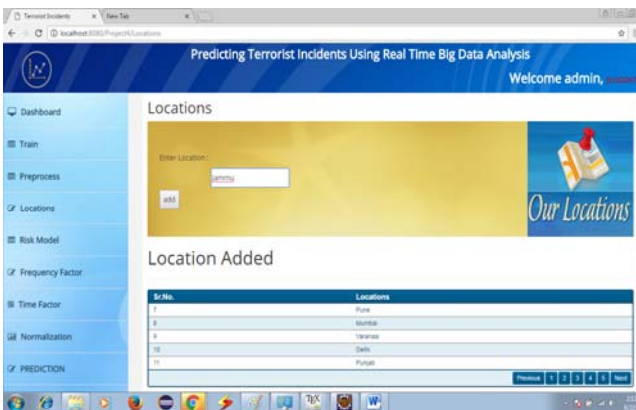 Terrorist Incidents
New Tab
localhost:8080/Project4/Locations
Predicting Terrorist Incidents Using Real Time Big Data Analysis
Welcome admin,
Dashboard
Train
Preprocess
Locations
Risk Model
Frequency Factor
Time Factor
Normalization
PREDICTION
Locations
Enter Location :
jammu
add
Our Locations
Location Added
Sr.No. Locations
7 Pune
8 Mumbai
9 Varanasi
10 Delhi
11 Punjab
Previous 1 2 3 4 5 Next
TEX
W